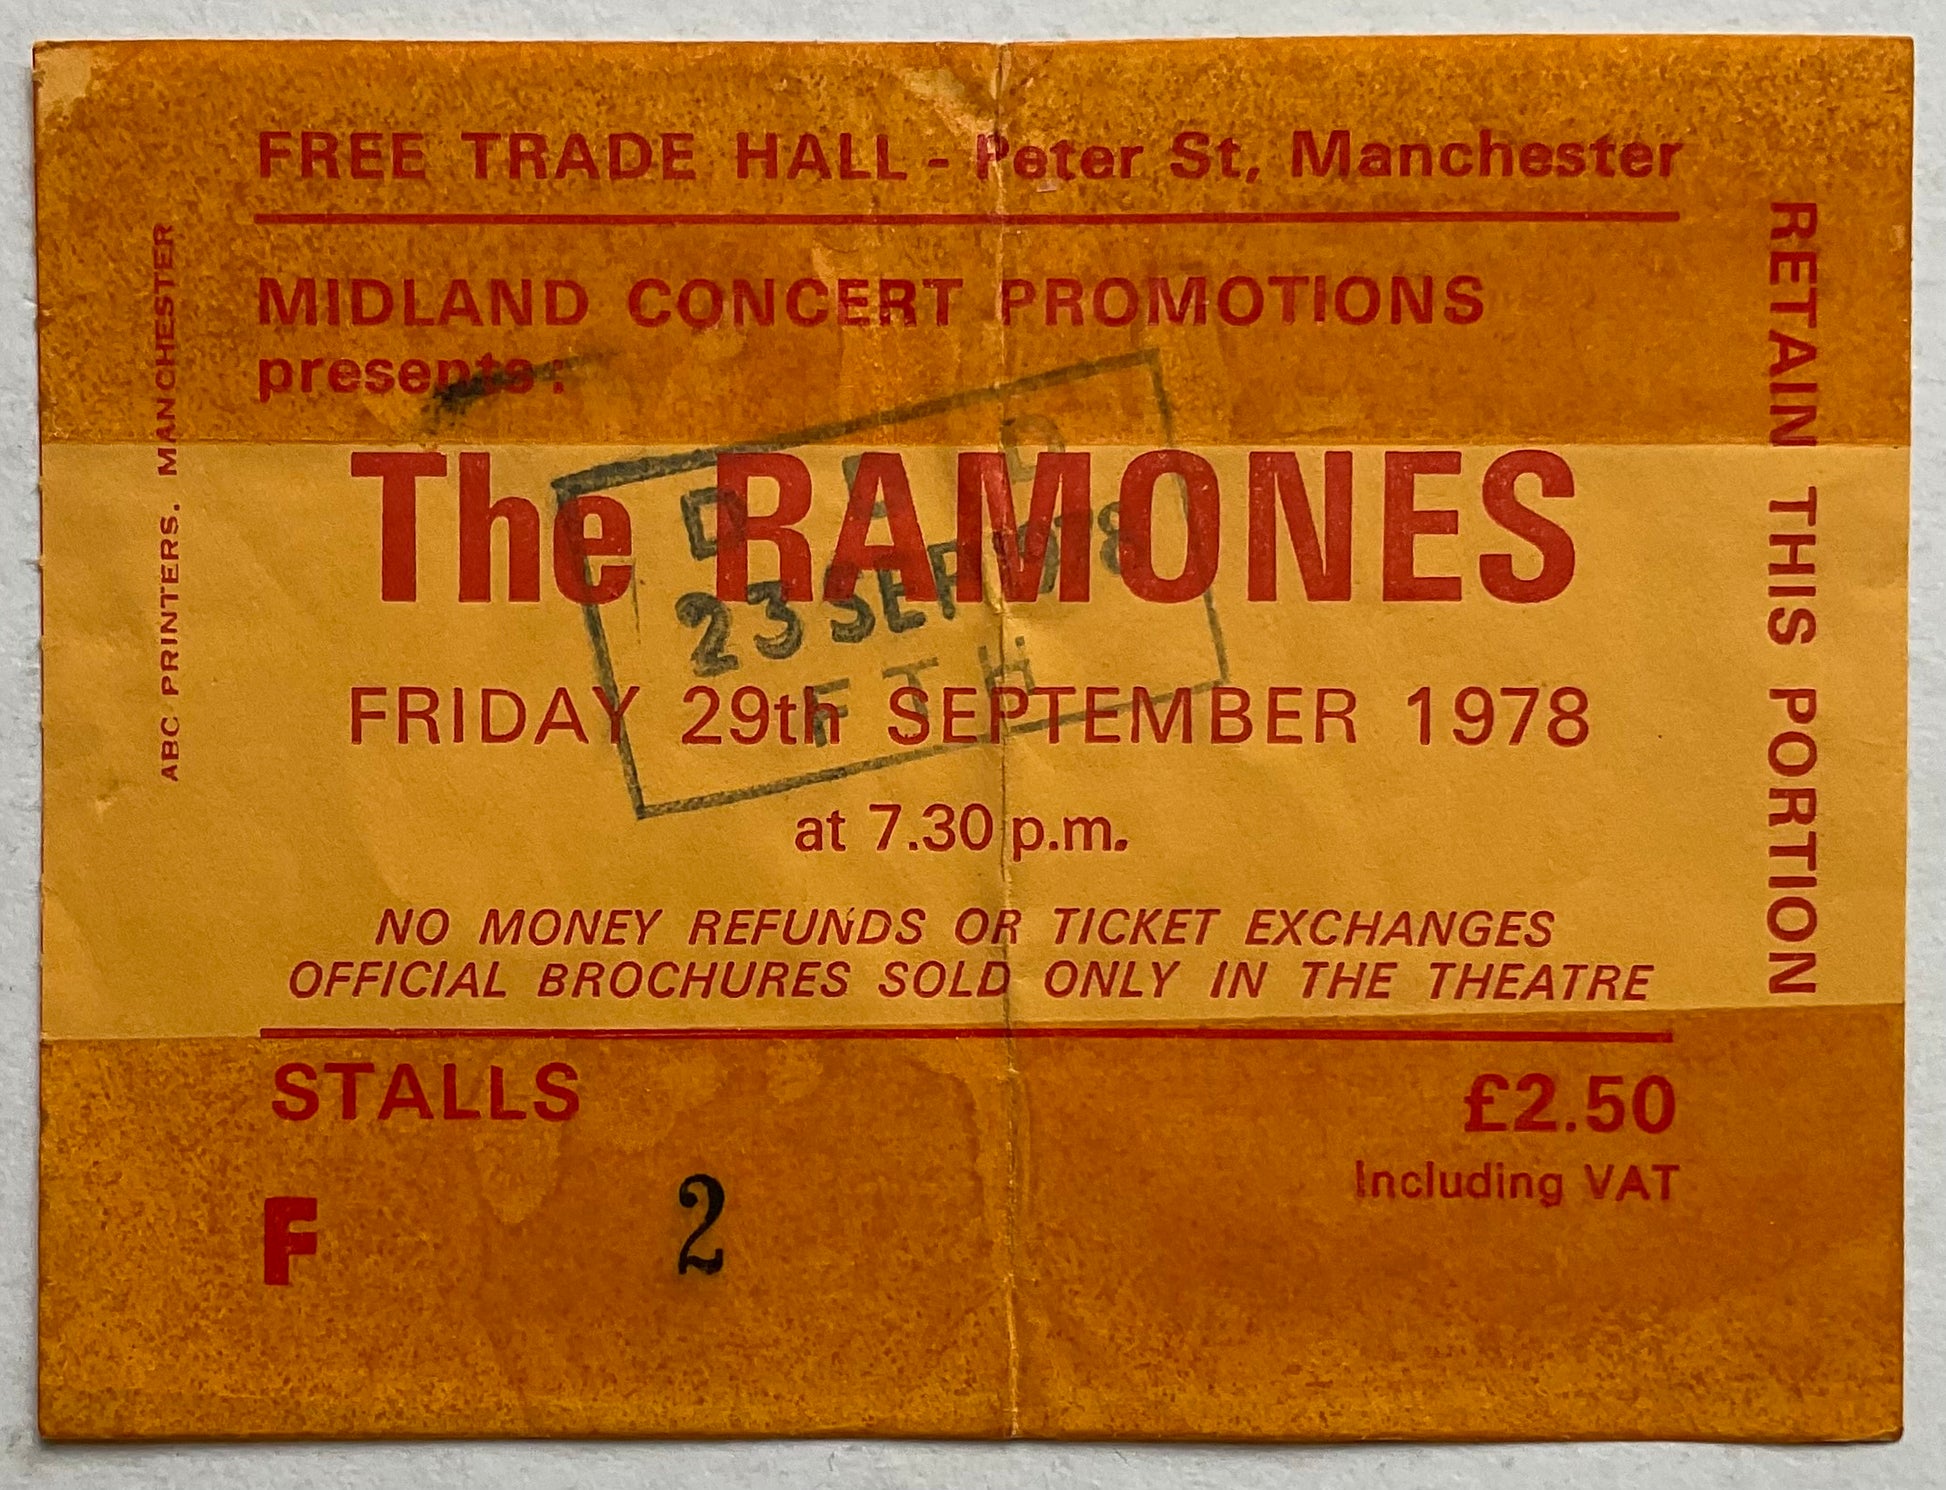 FREE TRADE HALL - Peter St, Manchester
MIDLAND CONCERT PROMOTIONS
presents:
The RAMONES
FRIDAY 29th SEPTEMBER 1978
at 7.30 p.m.
NO MONEY REFUNDS OR TICKET EXCHANGES
OFFICIAL BROCHURES SOLD ONLY IN THE THEATRE
STALLS
£2.50
Including VAT
F 2
ABC PRINTERS. MANCHESTER
RETAIN THIS PORTION
23 SEP 1978
FTH